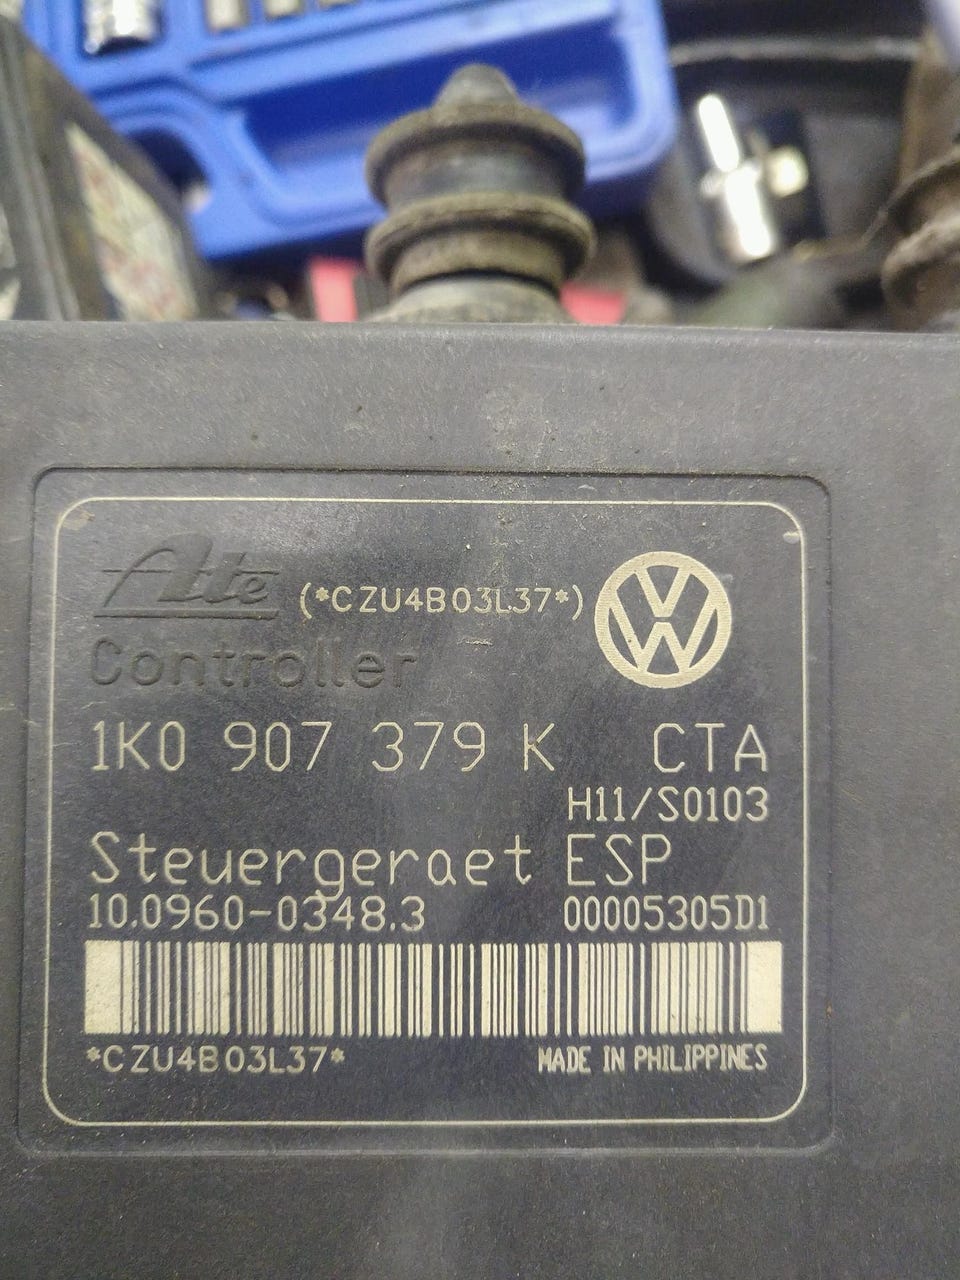 Ate
(*CZU4B03L37*)
VW
Controller
1K0 907 379 K CTA
H11/S0103
Steuergeraet ESP
10.0960-0348.3 00005305D1
*CZU4B03L37* MADE IN PHILIPPINES